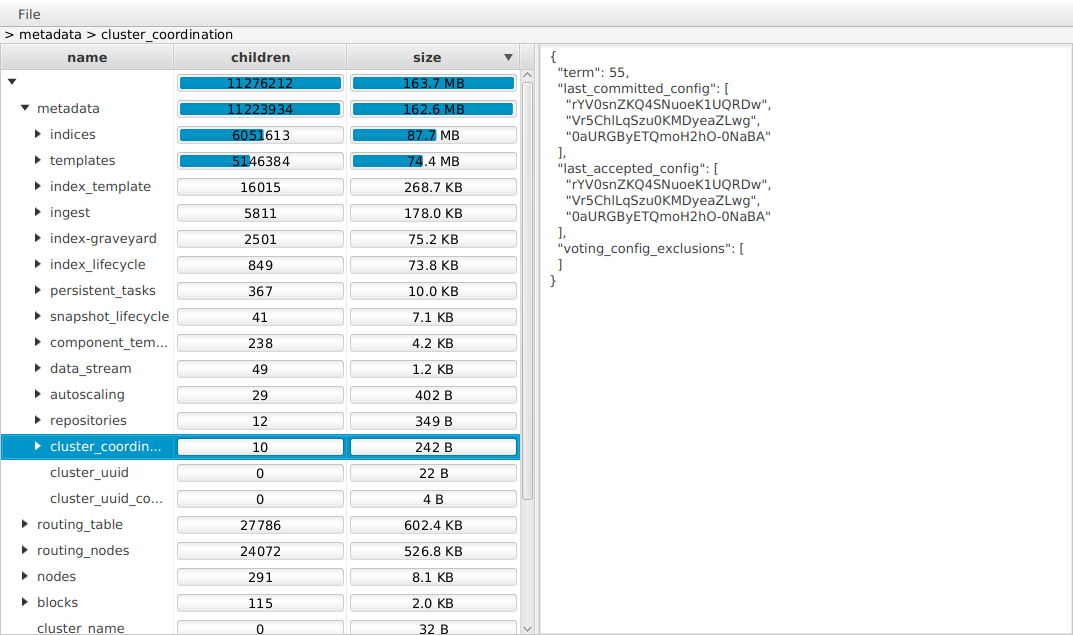 File
> metadata > cluster_coordination
name children size
11276212 163.7 MB
metadata 11223934 162.6 MB
indices 6051613 87.7 MB
templates 5146384 74.4 MB
index_template 16015 268.7 KB
ingest 5811 178.0 KB
index-graveyard 2501 75.2 KB
index_lifecycle 849 73.8 KB
persistent_tasks 367 10.0 KB
snapshot_lifecycle 41 7.1 KB
component_tem... 238 4.2 KB
data_stream 49 1.2 KB
autoscaling 29 402 B
repositories 12 349 B
cluster_coordin... 10 242 B
cluster_uuid 0 22 B
cluster_uuid_co... 0 4 B
routing_table 27786 602.4 KB
routing_nodes 24072 526.8 KB
nodes 291 8.1 KB
blocks 115 2.0 KB
cluster_name 0 32 B
{
"term": 55,
"last_committed_config": [
"rYV0snZKQ4SNuoeK1UQRDw",
"Vr5ChlLqSzu0KMDyeaZLwg",
"0aURGByETQmoH2hO-0NaBA"
],
"last_accepted_config": [
"rYV0snZKQ4SNuoeK1UQRDw",
"Vr5ChlLqSzu0KMDyeaZLwg",
"0aURGByETQmoH2hO-0NaBA"
],
"voting_config_exclusions": [
]
}